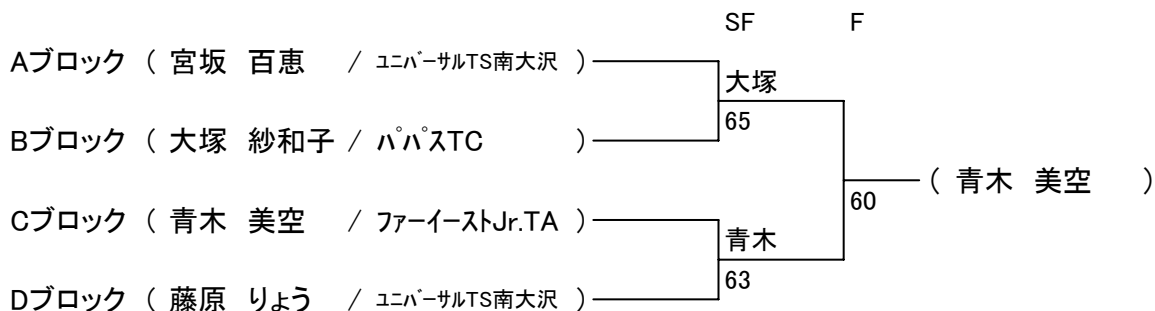 SF F
Aブロック ( 宮坂 百恵 / ユニバーサルTS南大沢 )
大塚
65
Bブロック ( 大塚 紗和子 / パパスTC )
( 青木 美空 )
60
Cブロック ( 青木 美空 / ファーイーストJr.TA )
青木
63
Dブロック ( 藤原 りょう / ユニバーサルTS南大沢 )